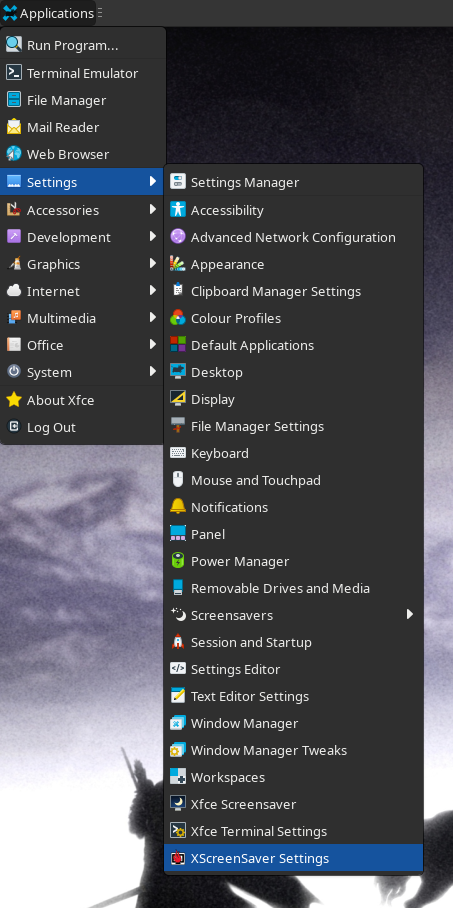 Applications
Run Program...
Terminal Emulator
File Manager
Mail Reader
Web Browser
Settings
Accessories
Development
Graphics
Internet
Multimedia
Office
System
About Xfce
Log Out
Settings Manager
Accessibility
Advanced Network Configuration
Appearance
Clipboard Manager Settings
Colour Profiles
Default Applications
Desktop
Display
File Manager Settings
Keyboard
Mouse and Touchpad
Notifications
Panel
Power Manager
Removable Drives and Media
Screensavers
Session and Startup
Settings Editor
Text Editor Settings
Window Manager
Window Manager Tweaks
Workspaces
Xfce Screensaver
Xfce Terminal Settings
XScreenSaver Settings